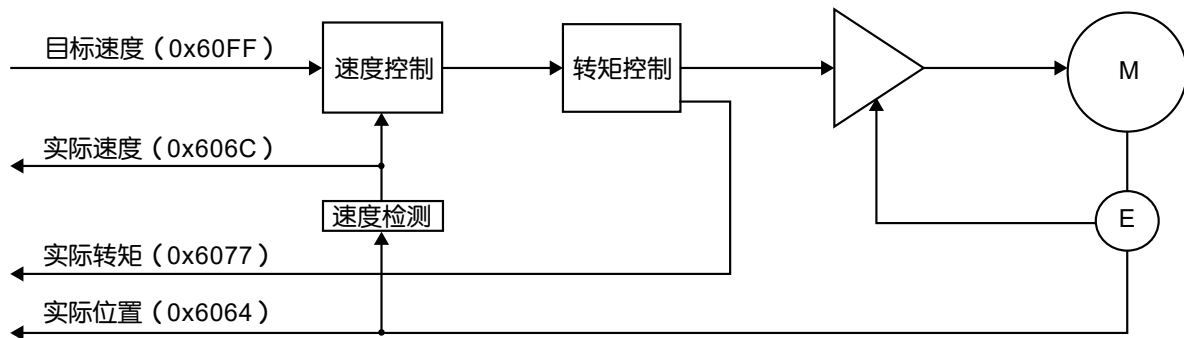 目标速度（0x60FF）
速度控制
转矩控制
M
实际速度（0x606C）
速度检测
E
实际转矩（0x6077）
实际位置（0x6064）